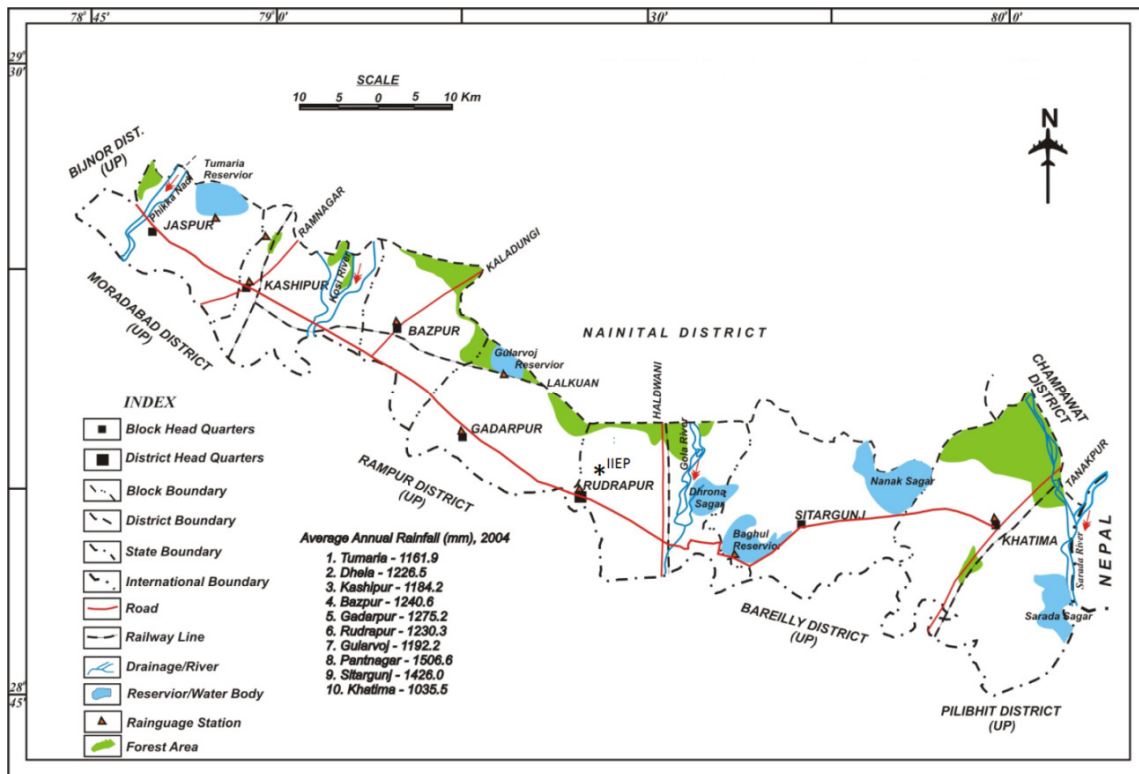 78° 45'
79° 0'
30'
80° 0'
29°
30'
SCALE
10 5 0 5 10 Km
N
BIJNOR DIST.
(UP)
Tumaria
Reservior
Phikka Nadi
JASPUR
RAMNAGAR
MORADABAD DISTRICT
(UP)
KASHIPUR
Kosi River
KALADUNGI
BAZPUR
NAINITAL DISTRICT
Gularvoj
Reservior
LALKUAN
HALDWANI
CHAMPAWAT
DISTRICT
GADARPUR
Gola River
RAMPUR DISTRICT
(UP)
IIEP
RUDRAPUR
Dhrona
Sagar
Nanak Sagar
TANAKPUR
SITARGUNJ
Baghul
Reservior
KHATIMA
Sarada River
NEPAL
BAREILLY DISTRICT
(UP)
Sarada Sagar
PILIBHIT DISTRICT
(UP)
INDEX
Block Head Quarters
District Head Quarters
Block Boundary
District Boundary
State Boundary
International Boundary
Road
Railway Line
Drainage/River
Reservior/Water Body
Rainguage Station
Forest Area
Average Annual Rainfall (mm), 2004
1. Tumaria - 1161.9
2. Dhela - 1226.5
3. Kashipur - 1184.2
4. Bazpur - 1240.6
5. Gadarpur - 1275.2
6. Rudrapur - 1230.3
7. Gularvoj - 1192.2
8. Pantnagar - 1506.6
9. Sitargunj - 1426.0
10. Khatima - 1035.5
28°
45'